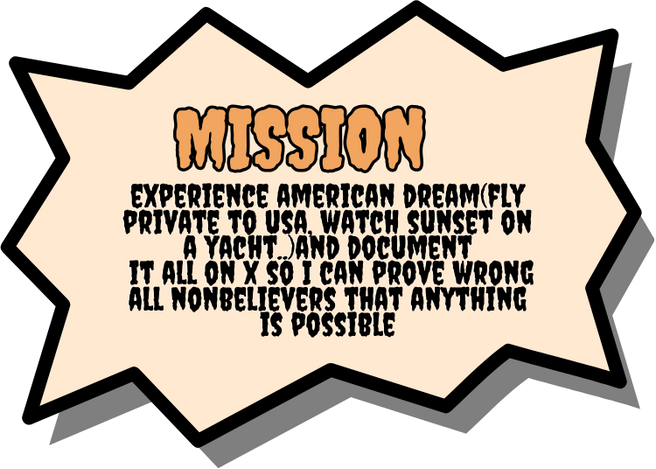 MISSION
EXPERIENCE AMERICAN DREAM(FLY
PRIVATE TO USA, WATCH SUNSET ON
A YACHT..)AND DOCUMENT
IT ALL ON X SO I CAN PROVE WRONG
ALL NONBELIEVERS THAT ANYTHING
IS POSSIBLE